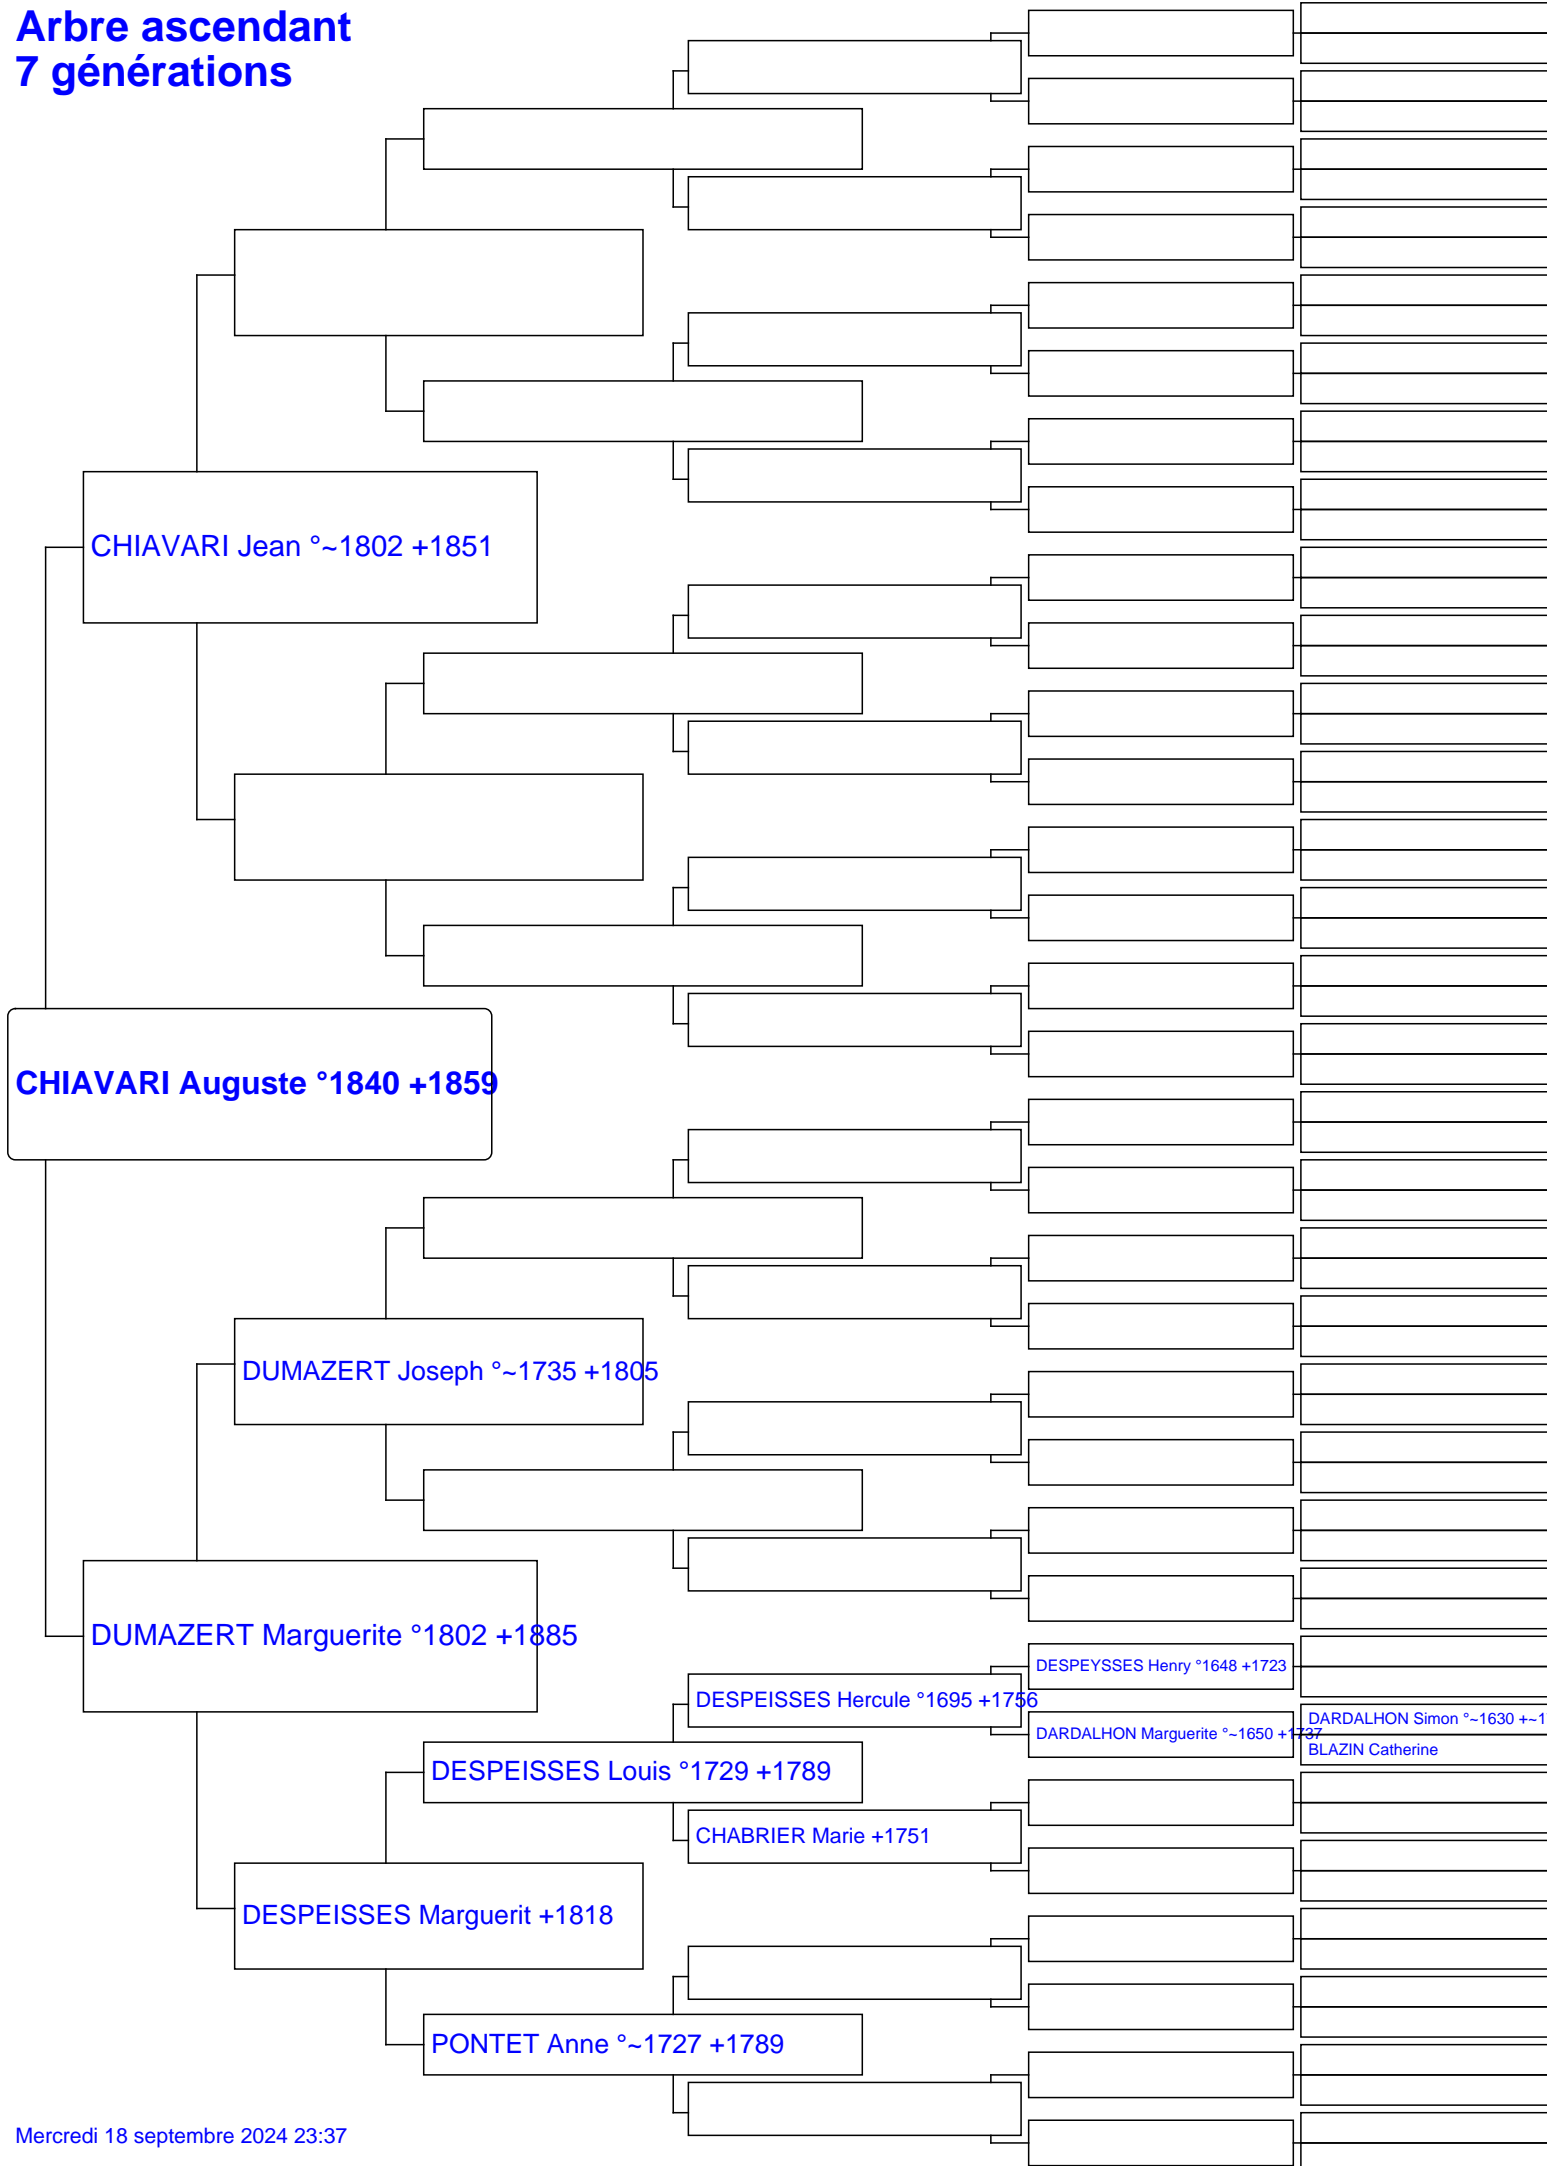 Arbre ascendant
7 générations
CHIAVARI Jean °~1802 +1851
CHIAVARI Auguste °1840 +1859
DUMAZERT Joseph °~1735 +1805
DUMAZERT Marguerite °1802 +1885
DESPEYSSES Henry °1648 +1723
DESPEISSES Hercule °1695 +1756
DARDALHON Simon °~1630 +~1
DARDALHON Marguerite °~1650 +1737
BLAZIN Catherine
DESPEISSES Louis °1729 +1789
CHABRIER Marie +1751
DESPEISSES Marguerit +1818
PONTET Anne °~1727 +1789
Mercredi 18 septembre 2024 23:37